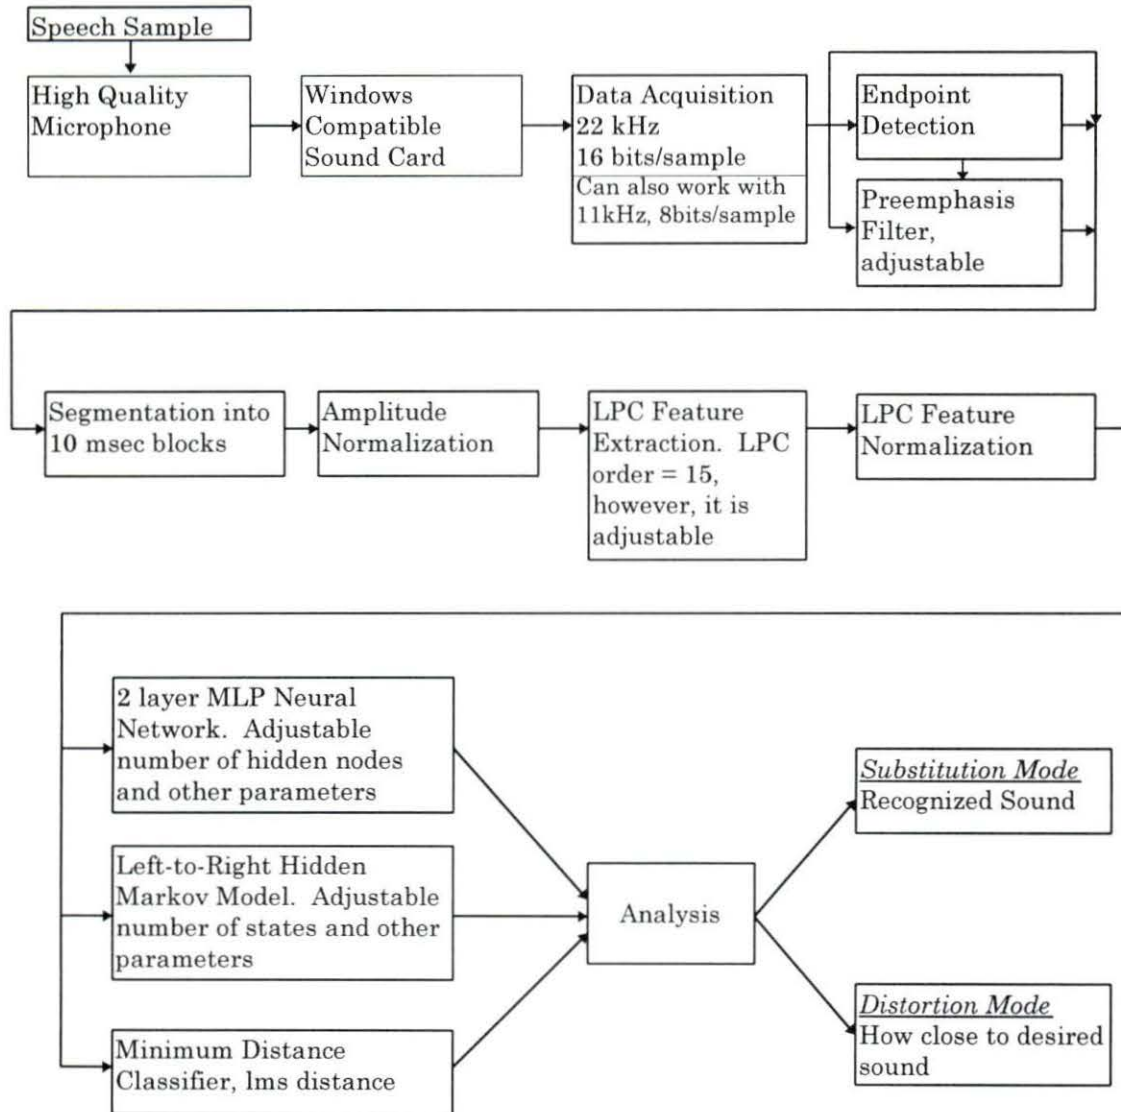 Speech Sample
High Quality
Microphone
Windows
Compatible
Sound Card
Data Acquisition
22 kHz
16 bits/sample
Can also work with
11kHz, 8bits/sample
Endpoint
Detection
Preemphasis
Filter,
adjustable
Segmentation into
10 msec blocks
Amplitude
Normalization
LPC Feature
Extraction. LPC
order = 15,
however, it is
adjustable
LPC Feature
Normalization
2 layer MLP Neural
Network. Adjustable
number of hidden nodes
and other parameters
Left-to-Right Hidden
Markov Model. Adjustable
number of states and other
parameters
Minimum Distance
Classifier, lms distance
Analysis
Substitution Mode
Recognized Sound
Distortion Mode
How close to desired
sound